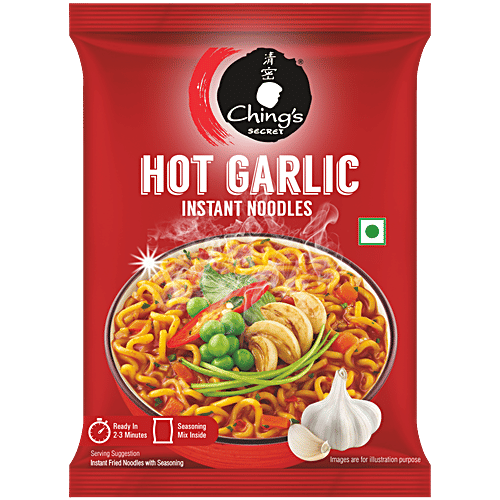 清
密
®
Ching's
SECRET
HOT GARLIC
INSTANT NOODLES
Ready In
2-3 Minutes
Seasoning
Mix Inside
Serving Suggestion
Instant Fried Noodles with Seasoning
Images are for illustration purpose